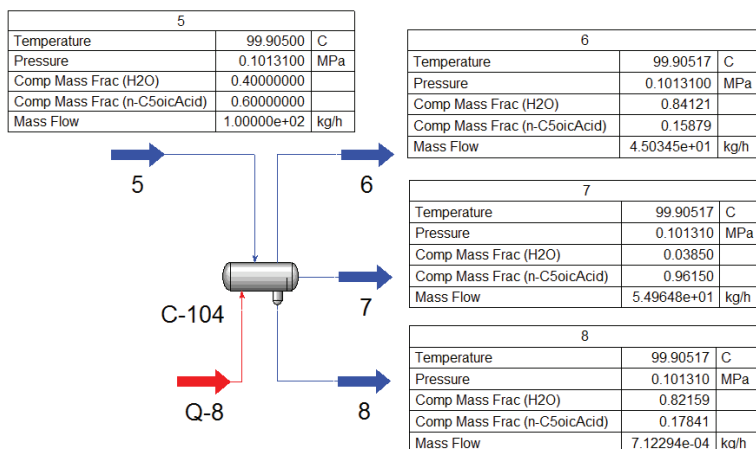 5
Temperature 99.90500 C
Pressure 0.1013100 MPa
Comp Mass Frac (H2O) 0.40000000
Comp Mass Frac (n-C5oicAcid) 0.60000000
Mass Flow 1.00000e+02 kg/h
6
Temperature 99.90517 C
Pressure 0.1013100 MPa
Comp Mass Frac (H2O) 0.84121
Comp Mass Frac (n-C5oicAcid) 0.15879
Mass Flow 4.50345e+01 kg/h
5
6
7
Temperature 99.90517 C
Pressure 0.101310 MPa
Comp Mass Frac (H2O) 0.03850
Comp Mass Frac (n-C5oicAcid) 0.96150
Mass Flow 5.49648e+01 kg/h
C-104
7
8
Temperature 99.90517 C
Pressure 0.101310 MPa
Comp Mass Frac (H2O) 0.82159
Comp Mass Frac (n-C5oicAcid) 0.17841
Mass Flow 7.12294e-04 kg/h
Q-8
8